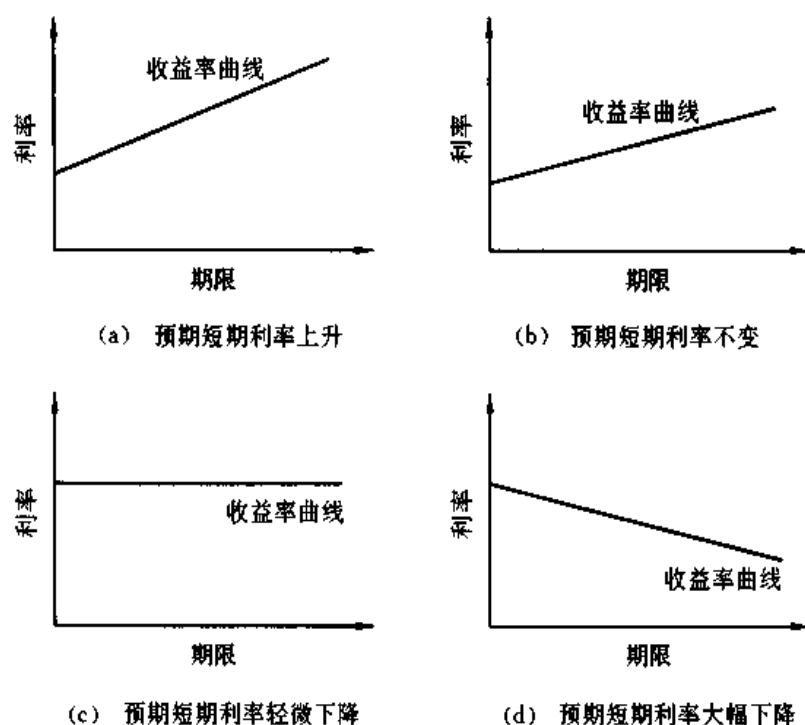 收益率曲线
利率
期限
(a) 预期短期利率上升
收益率曲线
利率
期限
(b) 预期短期利率不变
收益率曲线
利率
期限
(c) 预期短期利率轻微下降
收益率曲线
利率
期限
(d) 预期短期利率大幅下降